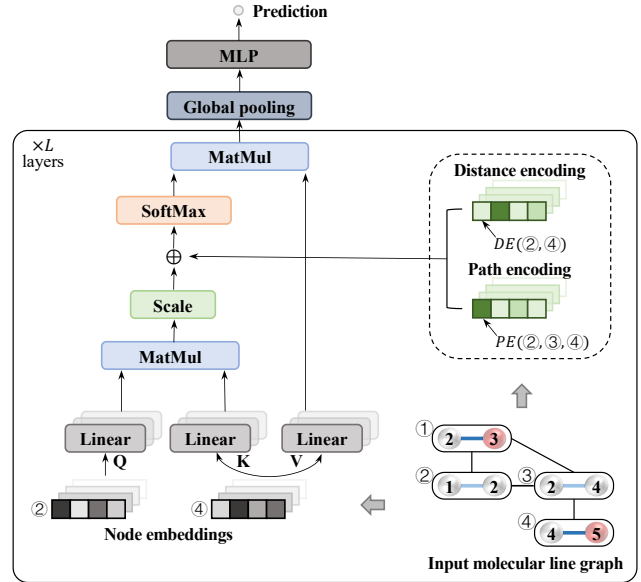 Prediction
MLP
Global pooling
×L
layers
MatMul
Distance encoding
SoftMax
DE(②,④)
⊕
Path encoding
Scale
PE(②,③,④)
MatMul
Linear
Linear
Linear
Q
K
V
①
2
3
②
1
2
③
2
4
②
④
④
4
5
Node embeddings
Input molecular line graph